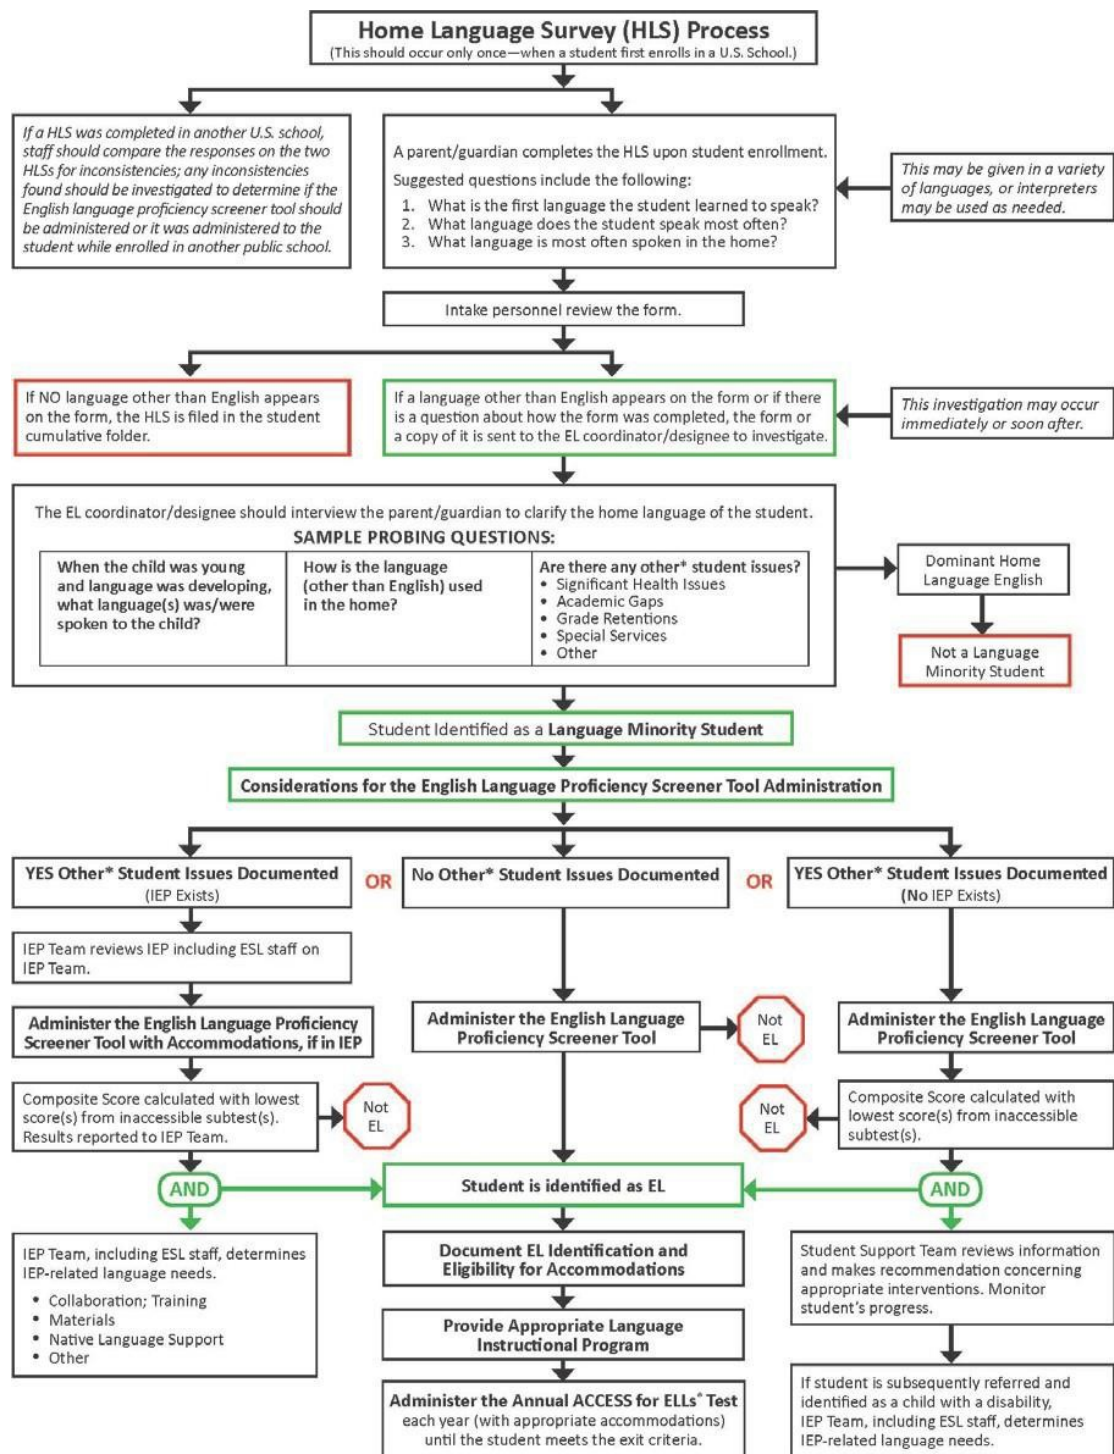 Home Language Survey (HLS) Process
(This should occur only once—when a student first enrolls in a U.S. School.)
If a HLS was completed in another U.S. school,
staff should compare the responses on the two
HLSs for inconsistencies; any inconsistencies
found should be investigated to determine if the
English language proficiency screener tool should
be administered or it was administered to the
student while enrolled in another public school.
A parent/guardian completes the HLS upon student enrollment.
Suggested questions include the following:
1. What is the first language the student learned to speak?
2. What language does the student speak most often?
3. What language is most often spoken in the home?
This may be given in a variety
of languages, or interpreters
may be used as needed.
Intake personnel review the form.
If NO language other than English appears
on the form, the HLS is filed in the student
cumulative folder.
If a language other than English appears on the form or if there
is a question about how the form was completed, the form or
a copy of it is sent to the EL coordinator/designee to investigate.
This investigation may occur
immediately or soon after.
The EL coordinator/designee should interview the parent/guardian to clarify the home language of the student.
SAMPLE PROBING QUESTIONS:
When the child was young
and language was developing,
what language(s) was/were
spoken to the child?
How is the language
(other than English) used
in the home?
Are there any other* student issues?
• Significant Health Issues
• Academic Gaps
• Grade Retentions
• Special Services
• Other
Dominant Home
Language English
Not a Language
Minority Student
Student Identified as a Language Minority Student
Considerations for the English Language Proficiency Screener Tool Administration
YES Other* Student Issues Documented
(IEP Exists)
OR
No Other* Student Issues Documented
OR
YES Other* Student Issues Documented
(No IEP Exists)
IEP Team reviews IEP including ESL staff on
IEP Team.
Administer the English Language Proficiency
Screener Tool with Accommodations, if in IEP
Administer the English Language
Proficiency Screener Tool
Not
EL
Administer the English Language
Proficiency Screener Tool
Composite Score calculated with lowest
score(s) from inaccessible subtest(s).
Results reported to IEP Team.
Not
EL
Not
EL
Composite Score calculated with
lowest score(s) from inaccessible
subtest(s).
AND
Student is identified as EL
AND
IEP Team, including ESL staff, determines
IEP-related language needs.
• Collaboration; Training
• Materials
• Native Language Support
• Other
Document EL Identification and
Eligibility for Accommodations
Provide Appropriate Language
Instructional Program
Administer the Annual ACCESS for ELLs® Test
each year (with appropriate accommodations)
until the student meets the exit criteria.
Student Support Team reviews information
and makes recommendation concerning
appropriate interventions. Monitor
student's progress.
If student is subsequently referred and
identified as a child with a disability,
IEP Team, including ESL staff, determines
IEP-related language needs.